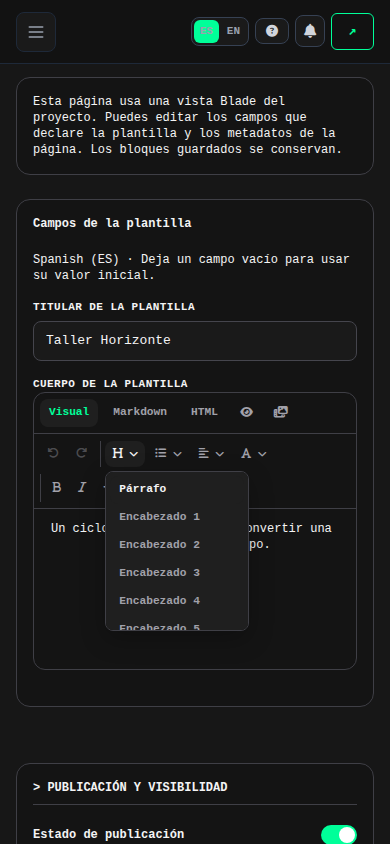 ES EN
Esta página usa una vista Blade del
proyecto. Puedes editar los campos que
declare la plantilla y los metadatos de la
página. Los bloques guardados se conservan.
Campos de la plantilla
Spanish (ES) · Deja un campo vacío para usar
su valor inicial.
TITULAR DE LA PLANTILLA
Taller Horizonte
CUERPO DE LA PLANTILLA
Visual Markdown HTML
H A
B I
Párrafo
Un onvertir una
Encabezado 1
po.
Encabezado 2
Encabezado 3
Encabezado 4
Encabezado 5
> PUBLICACIÓN Y VISIBILIDAD
Estado de publicación